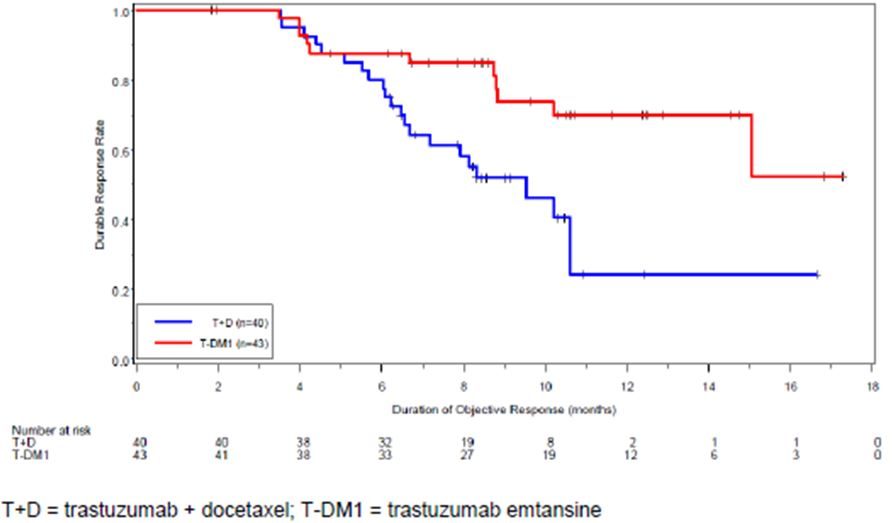 1.0
0.8
0.6
0.4
0.2
0.0
Durable Response Rate
T+D (n=40)
T-DM1 (n=43)
0 2 4 6 8 10 12 14 16 18
Duration of Objective Response (months)
Number at risk
T+D 40 40 38 32 19 8 2 1 1 0
T-DM1 43 41 38 33 27 19 12 6 3 0
T+D = trastuzumab + docetaxel; T-DM1 = trastuzumab emtansine